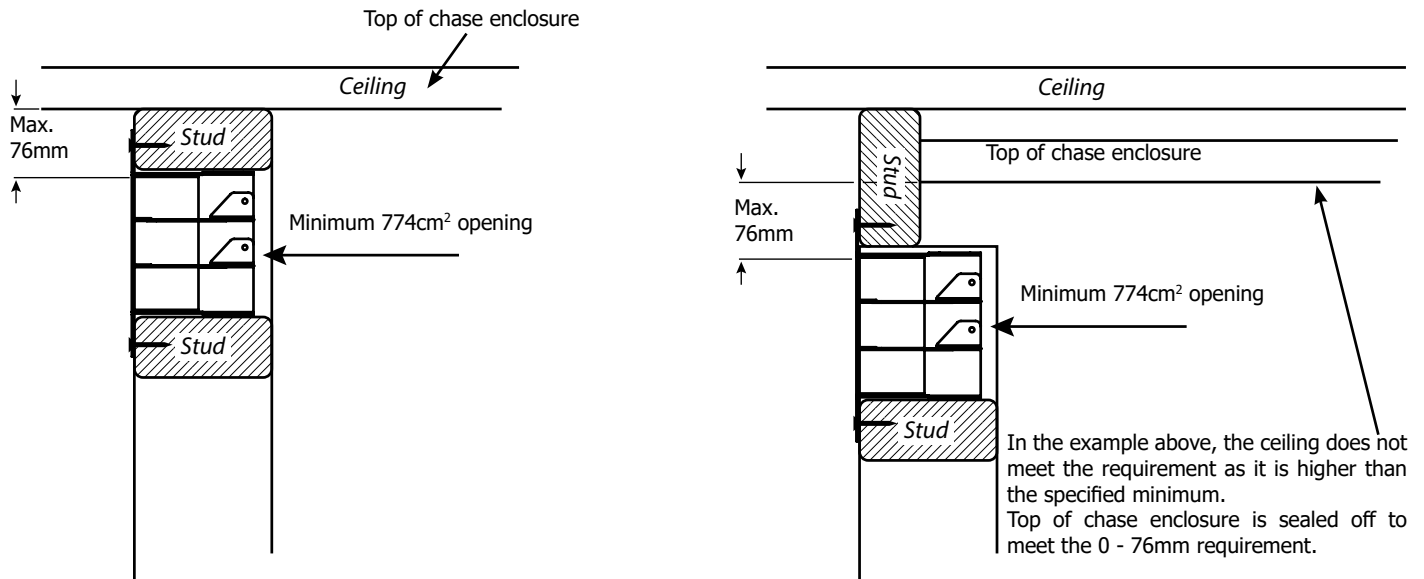 Top of chase enclosure
Ceiling
Max.
76mm
Stud
Minimum 774cm² opening
Stud
Ceiling
Top of chase enclosure
Stud
Max.
76mm
Minimum 774cm² opening
Stud
In the example above, the ceiling does not
meet the requirement as it is higher than
the specified minimum.
Top of chase enclosure is sealed off to
meet the 0 - 76mm requirement.